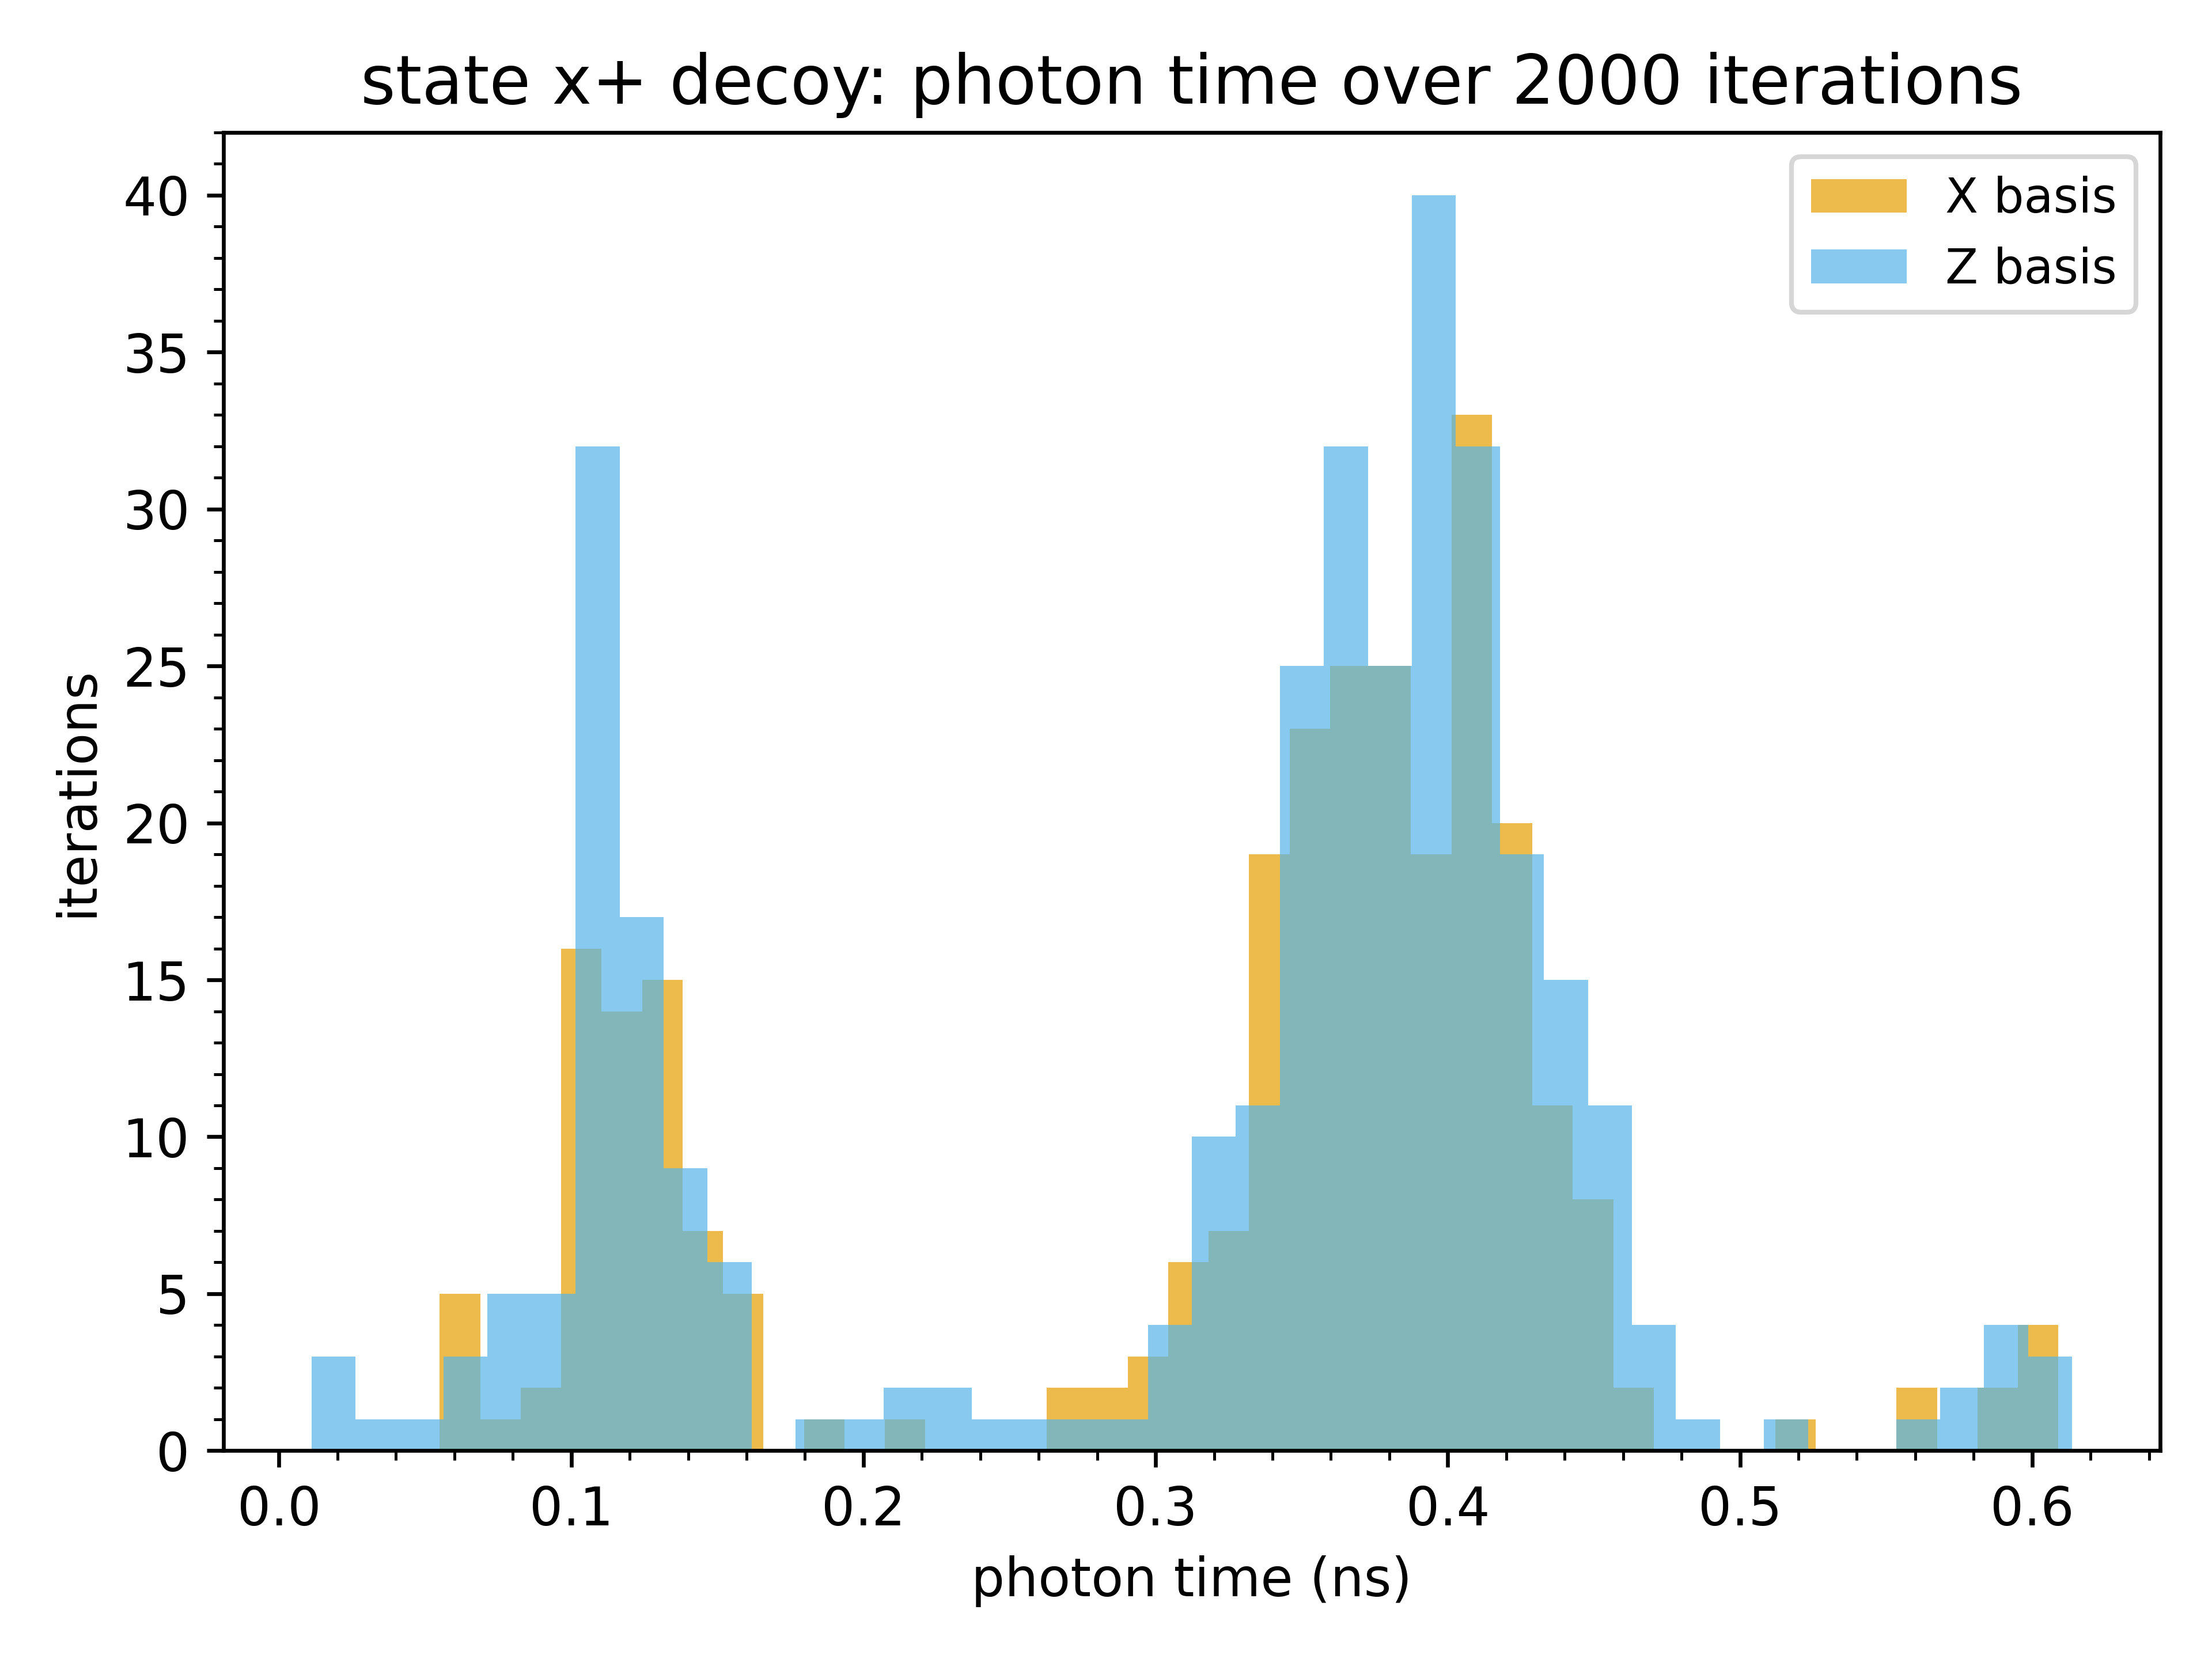 state x+ decoy: photon time over 2000 iterations
X basis
Z basis
40
35
30
25
20
15
10
5
0
iterations
0.0 0.1 0.2 0.3 0.4 0.5 0.6
photon time (ns)